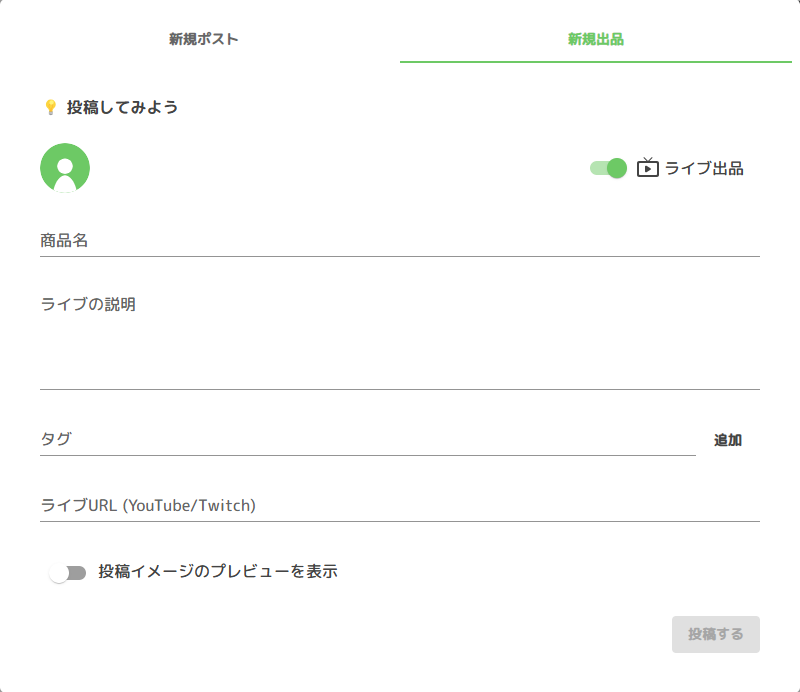 新規ポスト
新規出品
投稿してみよう
ライブ出品
商品名
ライブの説明
タグ
追加
ライブURL (YouTube/Twitch)
投稿イメージのプレビューを表示
投稿する